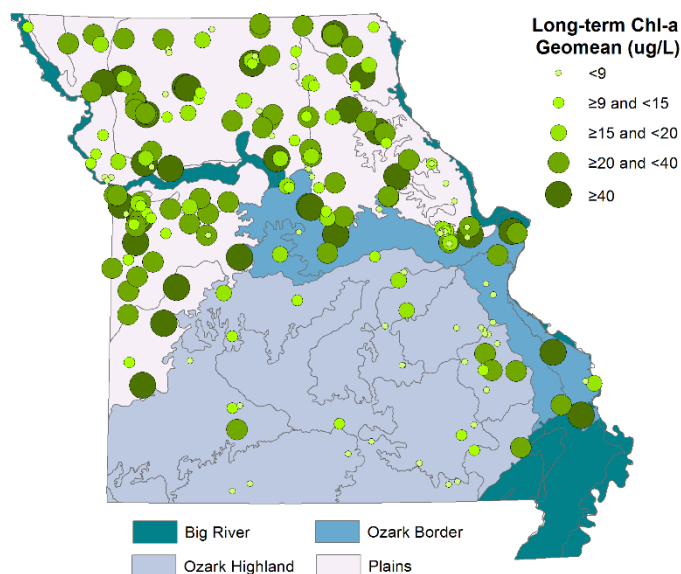 Long-term Chl-a
Geomean (ug/L)
<9
≥9 and <15
≥15 and <20
≥20 and <40
≥40
Big River
Ozark Border
Ozark Highland
Plains